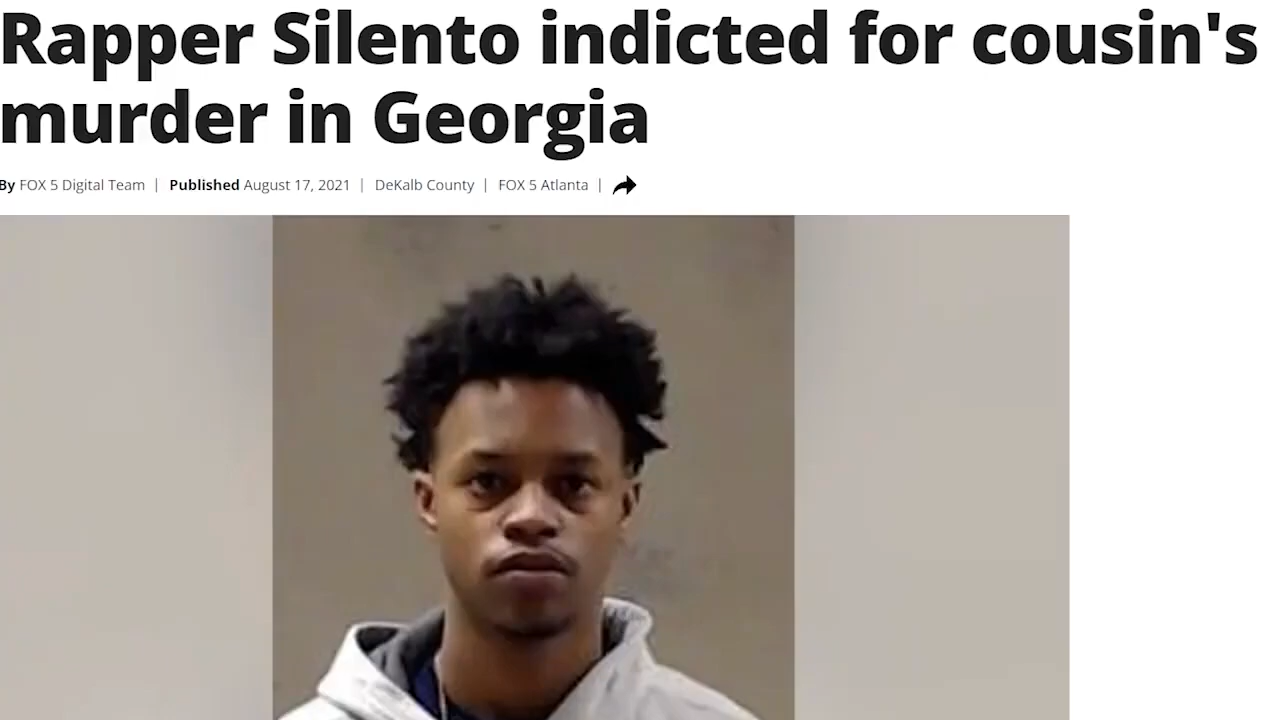 Rapper Silento indicted for cousin's
murder in Georgia
By FOX 5 Digital Team | Published August 17, 2021 | DeKalb County | FOX 5 Atlanta |